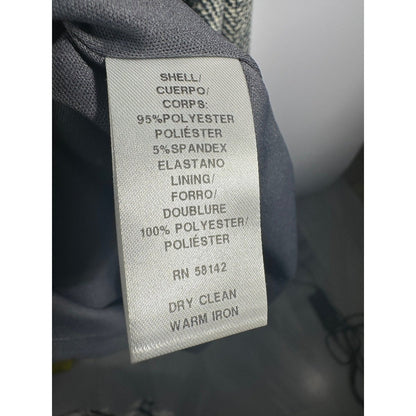 SHELL/
CUERPO/
CORPS:
95%POLYESTER
POLIÉSTER
5%SPANDEX
ELASTANO
LINING/
FORRO/
DOUBLURE
100% POLYESTER/
POLIÉSTER
RN 58142
DRY CLEAN
WARM IRON